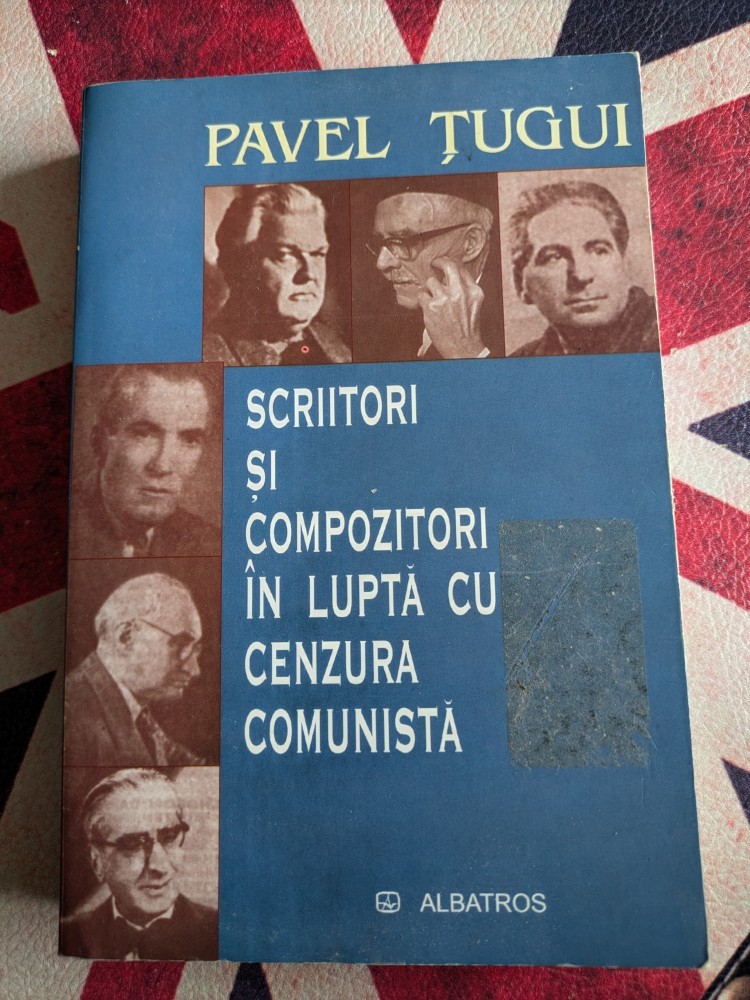 PAVEL ȚUGUI
SCRIITORI
ȘI
COMPOZITORI
ÎN LUPTĂ CU
CENZURA
COMUNISTĂ
ALBATROS